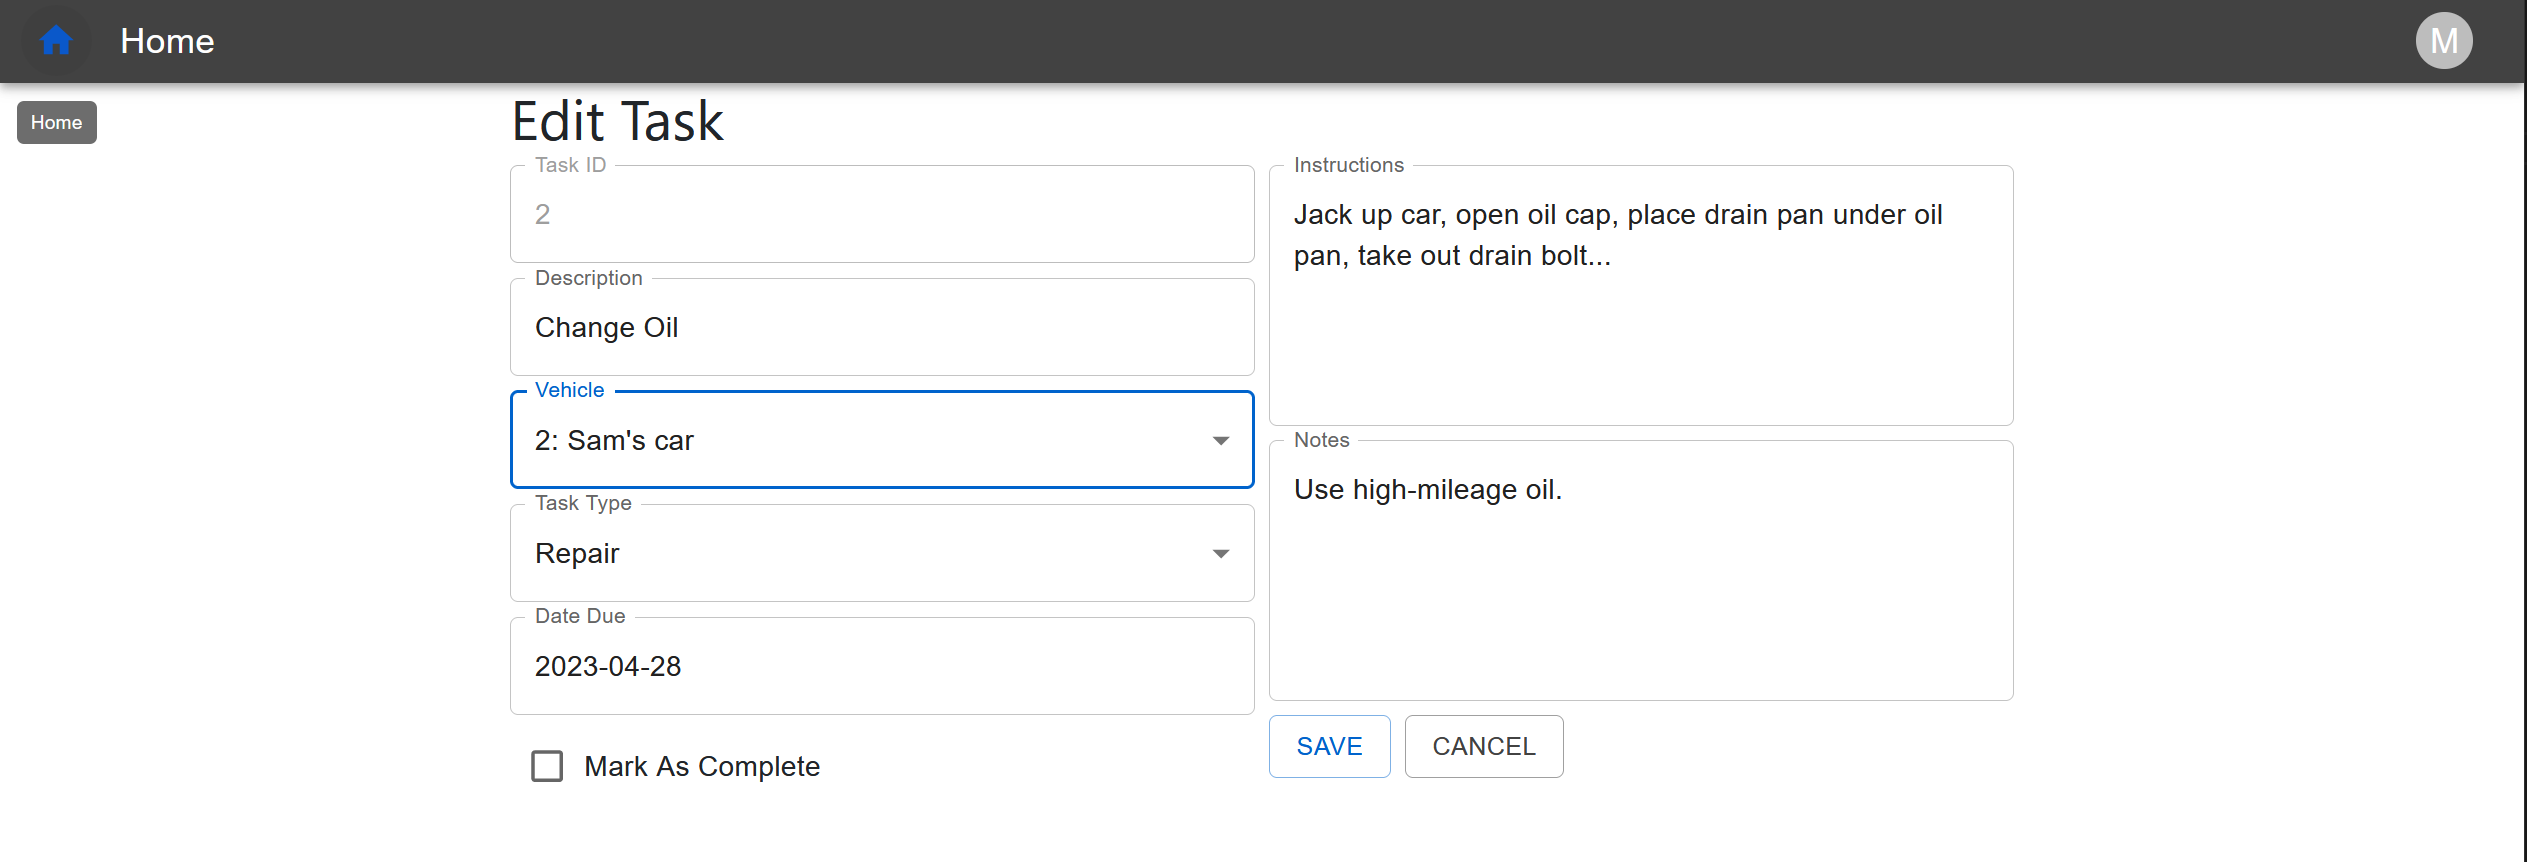 Home
M
Home
Edit Task
Task ID
2
Description
Change Oil
Vehicle
2: Sam's car
Task Type
Repair
Date Due
2023-04-28
Mark As Complete
Instructions
Jack up car, open oil cap, place drain pan under oil
pan, take out drain bolt...
Notes
Use high-mileage oil.
SAVE
CANCEL